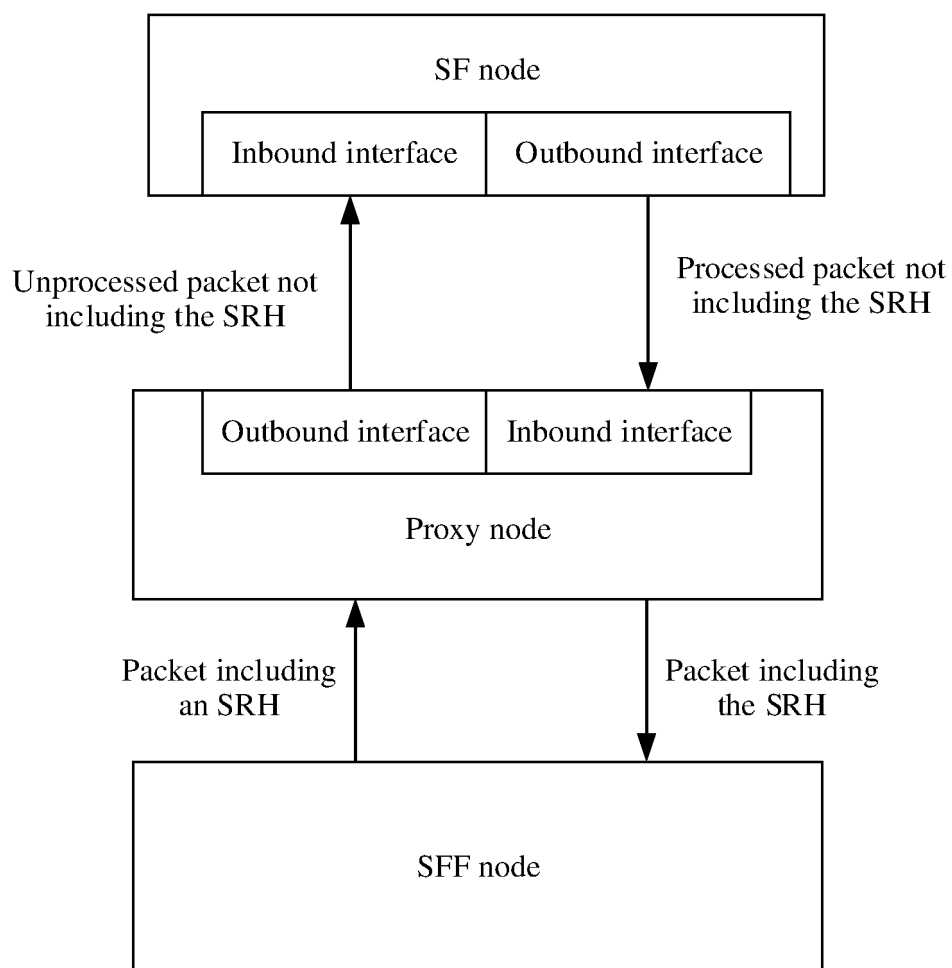 SF node
Inbound interface
Outbound interface
Unprocessed packet not
including the SRH
Processed packet not
including the SRH
Outbound interface
Inbound interface
Proxy node
Packet including
an SRH
Packet including
the SRH
SFF node